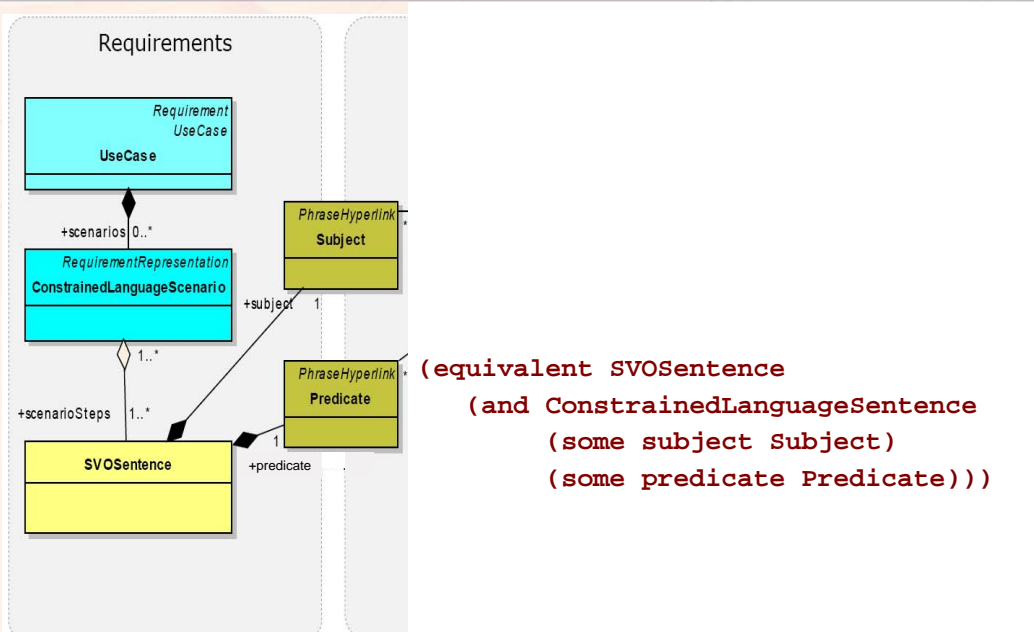 Requirements
Requirement
UseCase
UseCase
+scenarios 0..*
RequirementRepresentation
ConstrainedLanguageScenario
1..*
+scenarioSteps 1..*
SVOSentence
PhraseHyperlink
Subject
*
+subject 1
PhraseHyperlink
Predicate
*
1
+predicate
(equivalent SVOSentence
(and ConstrainedLanguageSentence
(some subject Subject)
(some predicate Predicate)))